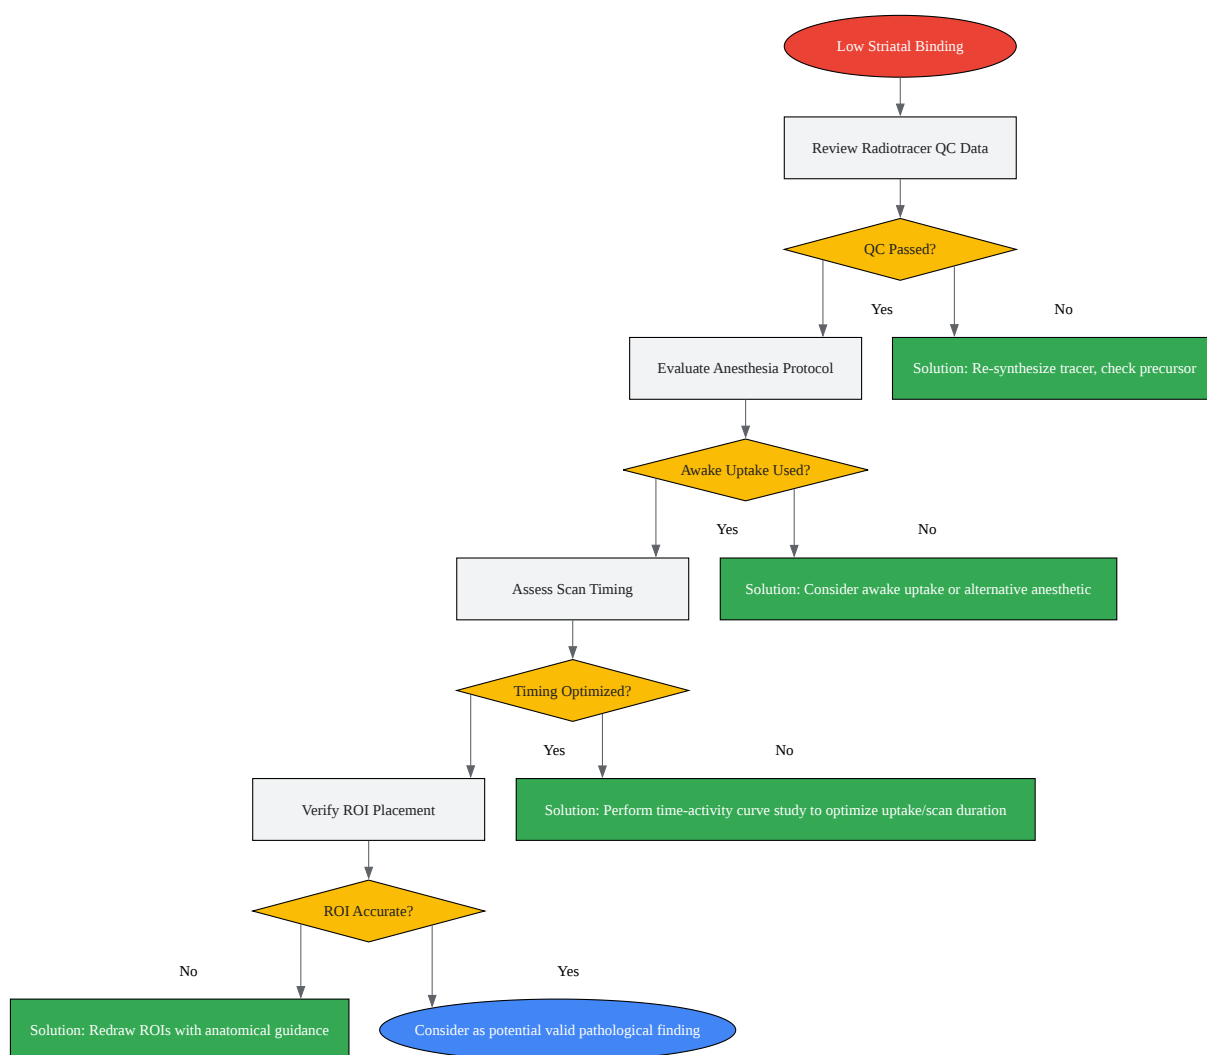 Low Striatal Binding
Review Radiotracer QC Data
QC Passed?
Yes
No
Evaluate Anesthesia Protocol
Solution: Re-synthesize tracer, check precursor
Awake Uptake Used?
Yes
No
Assess Scan Timing
Solution: Consider awake uptake or alternative anesthetic
Timing Optimized?
Yes
No
Verify ROI Placement
Solution: Perform time-activity curve study to optimize uptake/scan duration
ROI Accurate?
No
Yes
Solution: Redraw ROIs with anatomical guidance
Consider as potential valid pathological finding